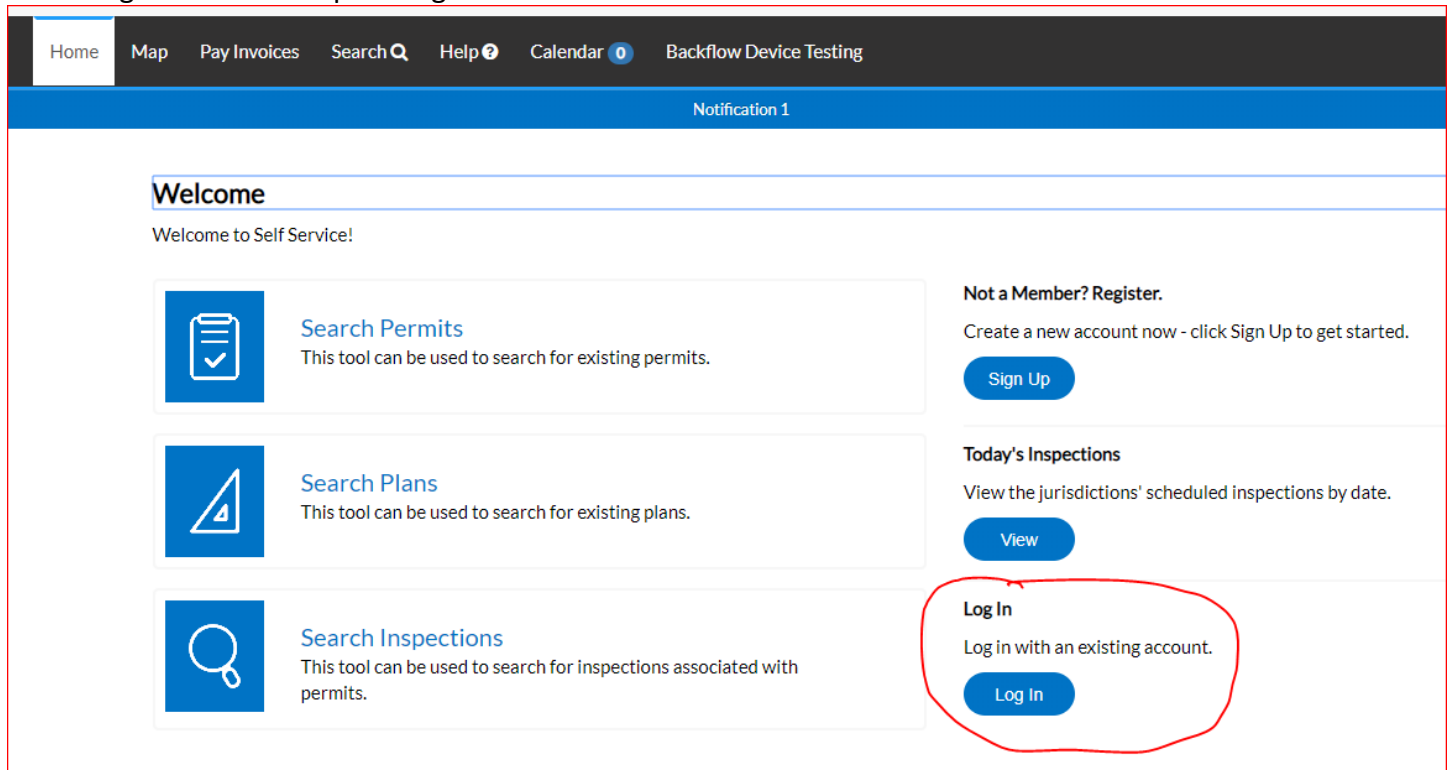 Home Map Pay Invoices Search Help Calendar 0 Backflow Device Testing
Notification 1
Welcome
Welcome to Self Service!
Search Permits
This tool can be used to search for existing permits.
Search Plans
This tool can be used to search for existing plans.
Search Inspections
This tool can be used to search for inspections associated with
permits.
Not a Member? Register.
Create a new account now - click Sign Up to get started.
Sign Up
Today's Inspections
View the jurisdictions' scheduled inspections by date.
View
Log In
Log in with an existing account.
Log In